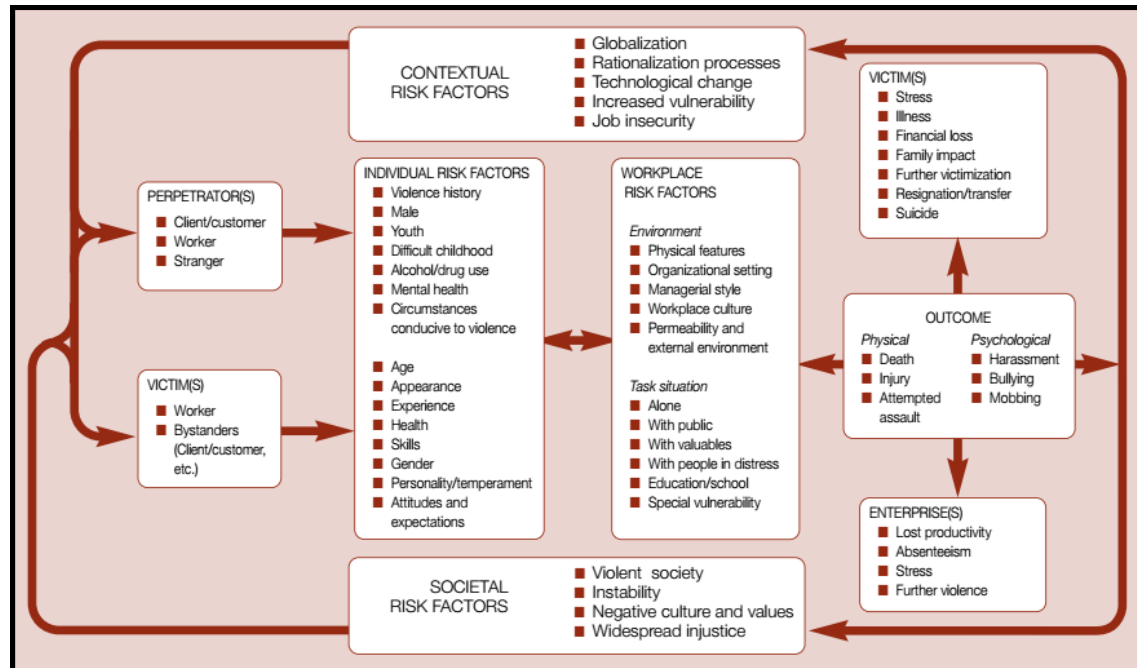 CONTEXTUAL
RISK FACTORS
Globalization
Rationalization processes
Technological change
Increased vulnerability
Job insecurity
PERPETRATOR(S)
Client/customer
Worker
Stranger
VICTIM(S)
Worker
Bystanders
(Client/customer,
etc.)
INDIVIDUAL RISK FACTORS
Violence history
Male
Youth
Difficult childhood
Alcohol/drug use
Mental health
Circumstances
conducive to violence
Age
Appearance
Experience
Health
Skills
Gender
Personality/temperament
Attitudes and
expectations
WORKPLACE
RISK FACTORS
Environment
Physical features
Organizational setting
Managerial style
Workplace culture
Permeability and
external environment
Task situation
Alone
With public
With valuables
With people in distress
Education/school
Special vulnerability
VICTIM(S)
Stress
Illness
Financial loss
Family impact
Further victimization
Resignation/transfer
Suicide
OUTCOME
Physical
Death
Injury
Attempted
assault
Psychological
Harassment
Bullying
Mobbing
ENTERPRISE(S)
Lost productivity
Absenteeism
Stress
Further violence
SOCIETAL
RISK FACTORS
Violent society
Instability
Negative culture and values
Widespread injustice